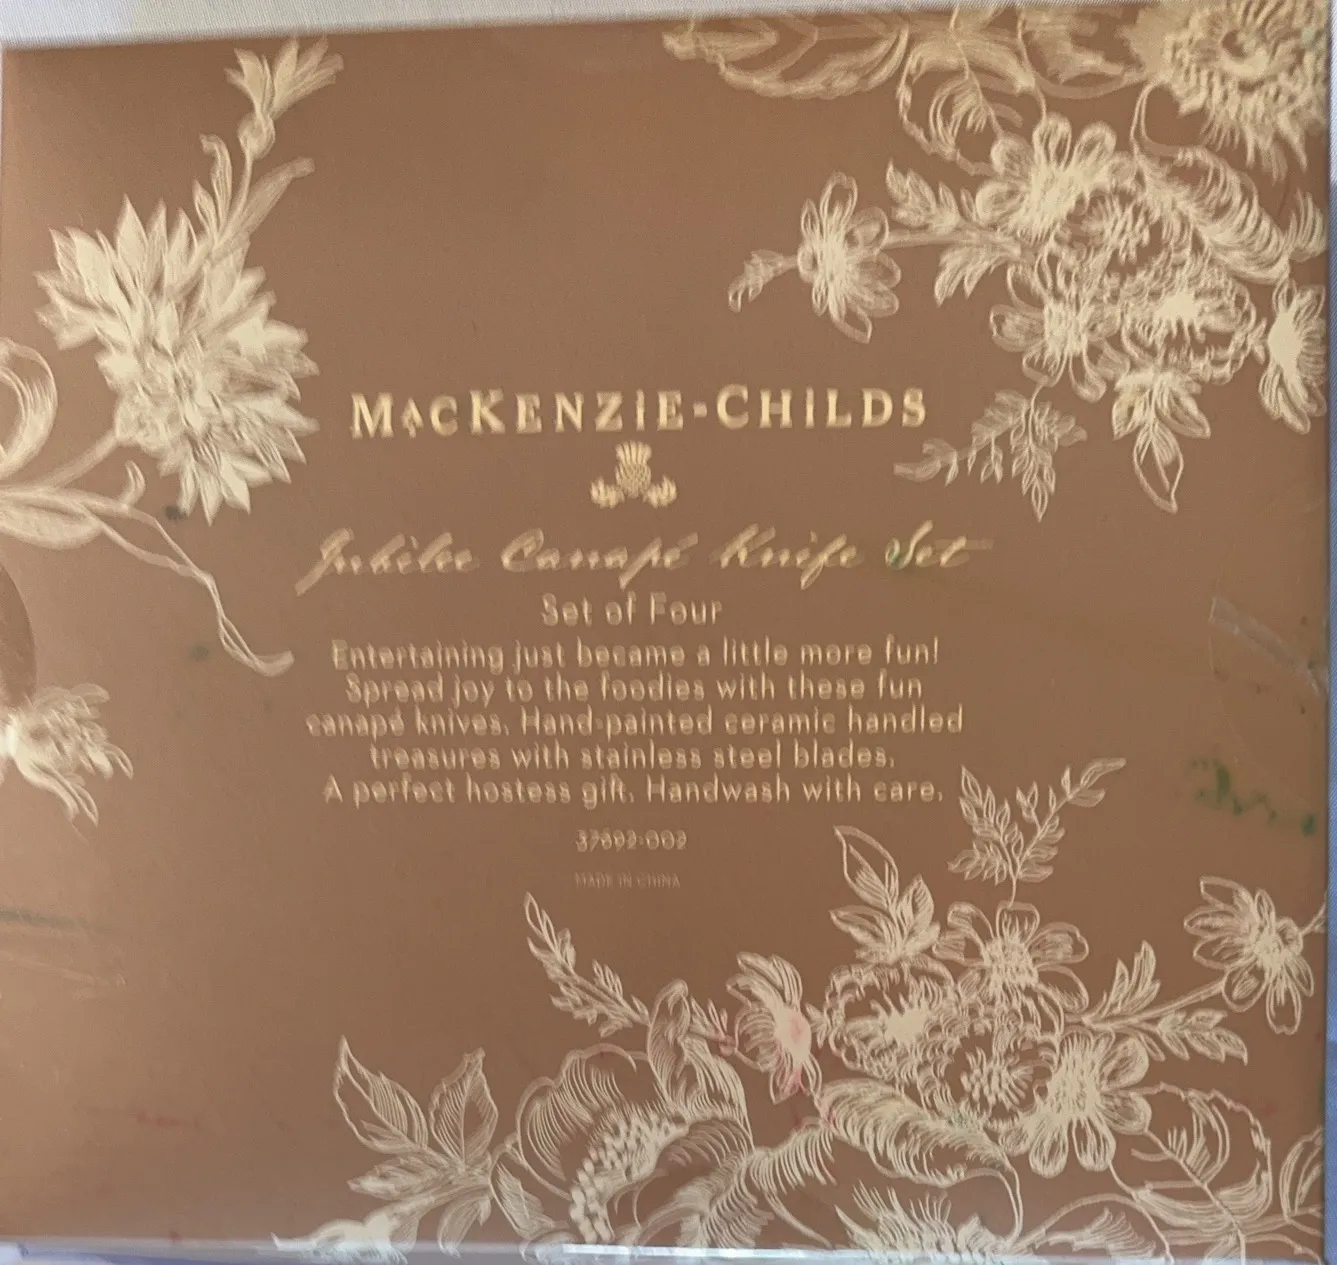 MACKENZIE-CHILDS
Jubilee Canapé Knife Set
Set of Four
Entertaining just became a little more fun!
Spread joy to the foodies with these fun
canapé knives. Hand-painted ceramic handled
treasures with stainless steel blades.
A perfect hostess gift. Handwash with care.
37692-002
MADE IN CHINA